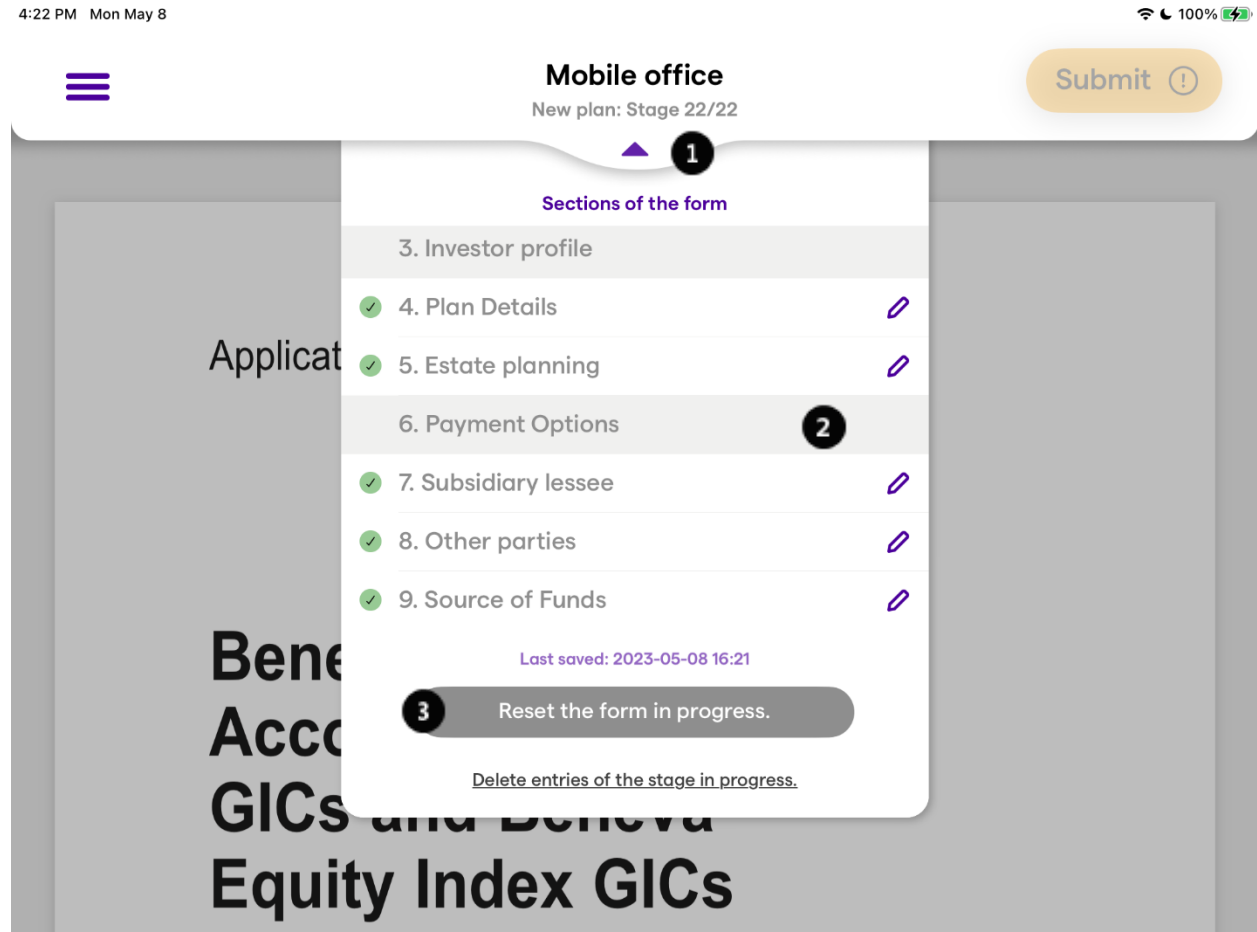 4:22 PM Mon May 8
100%
Mobile office
New plan: Stage 22/22
Submit
1
Sections of the form
3. Investor profile
4. Plan Details
Applicat
5. Estate planning
6. Payment Options
2
7. Subsidiary lessee
8. Other parties
9. Source of Funds
Last saved: 2023-05-08 16:21
3
Reset the form in progress.
Delete entries of the stage in progress.
Bene
Acco
GICs and Beneva
Equity Index GICs